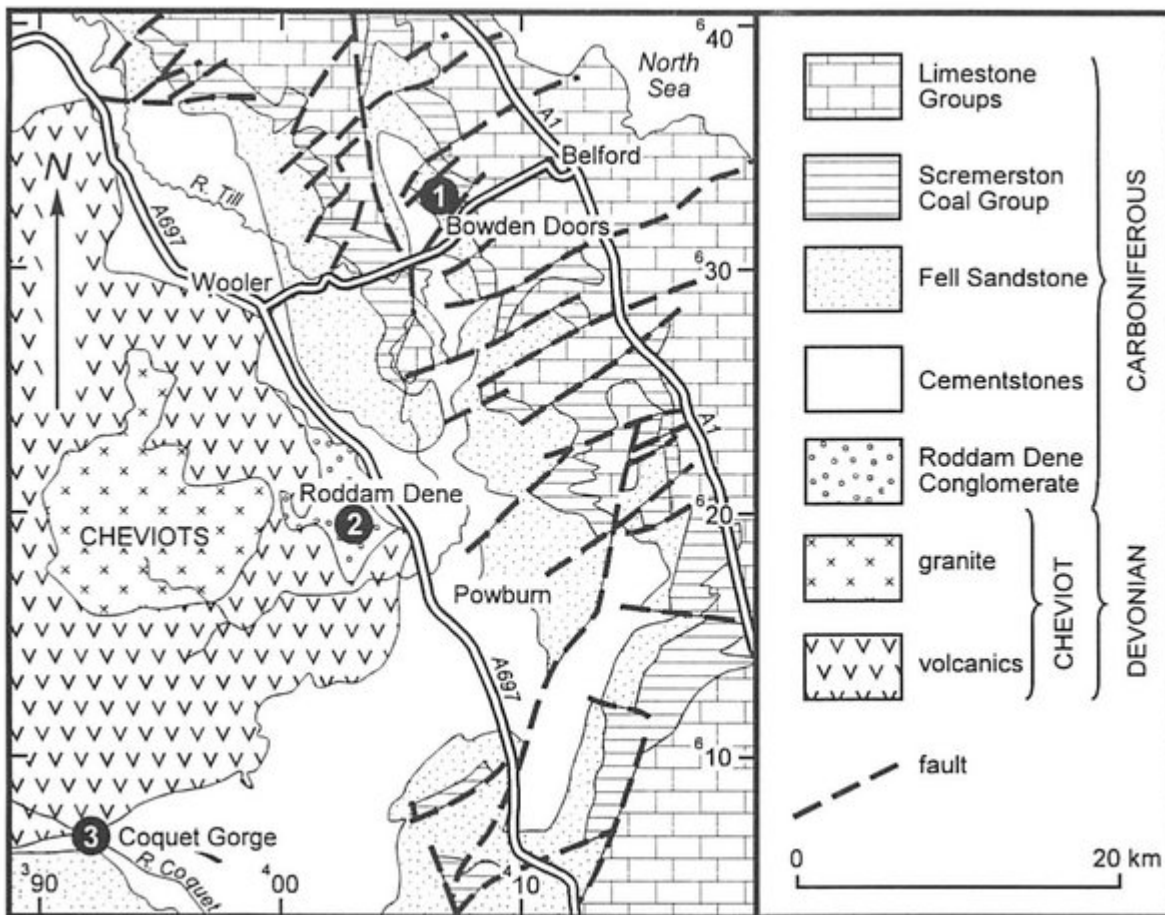 6 40
North
Sea
A1
Belford
N
R. Till
1
A697
Bowden Doors
Wooler
6 30
A1
Roddam Dene
CHEVIOTS
2
6 20
Powburn
A697
6 10
3
Coquet Gorge
R. Coquet
3 90
4 00
4 10
Limestone
Groups
Scremerston
Coal Group
Fell Sandstone
Cementstones
Roddam Dene
Conglomerate
granite
volcanics
CARBONIFEROUS
CHEVIOT
DEVONIAN
fault
0
20 km